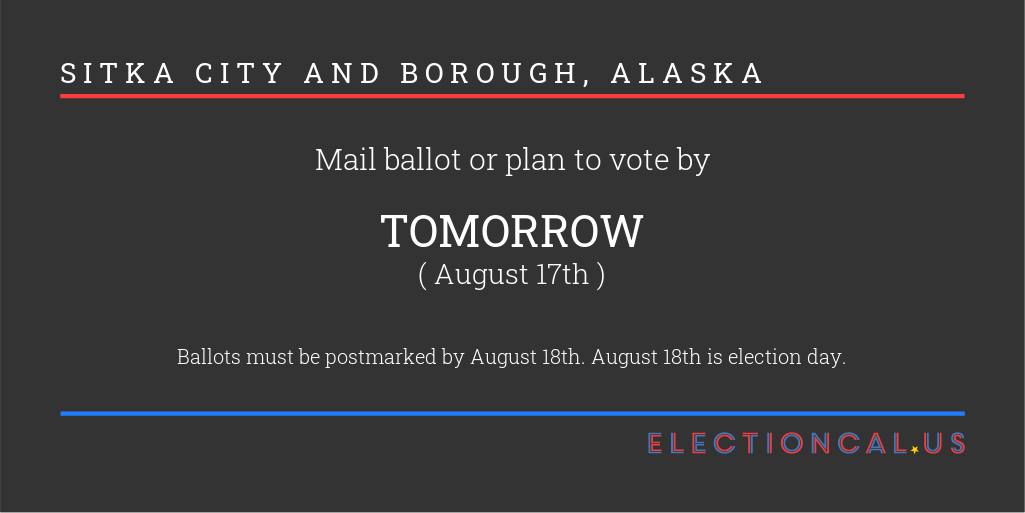 SITKA CITY AND BOROUGH, ALASKA
Mail ballot or plan to vote by
TOMORROW
( August 17th )
Ballots must be postmarked by August 18th. August 18th is election day.
ELECTIONCAL.US